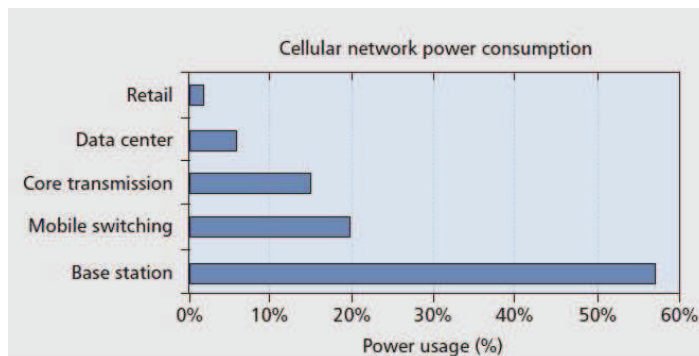 Cellular network power consumption
Retail
Data center
Core transmission
Mobile switching
Base station
0% 10% 20% 30% 40% 50% 60%
Power usage (%)